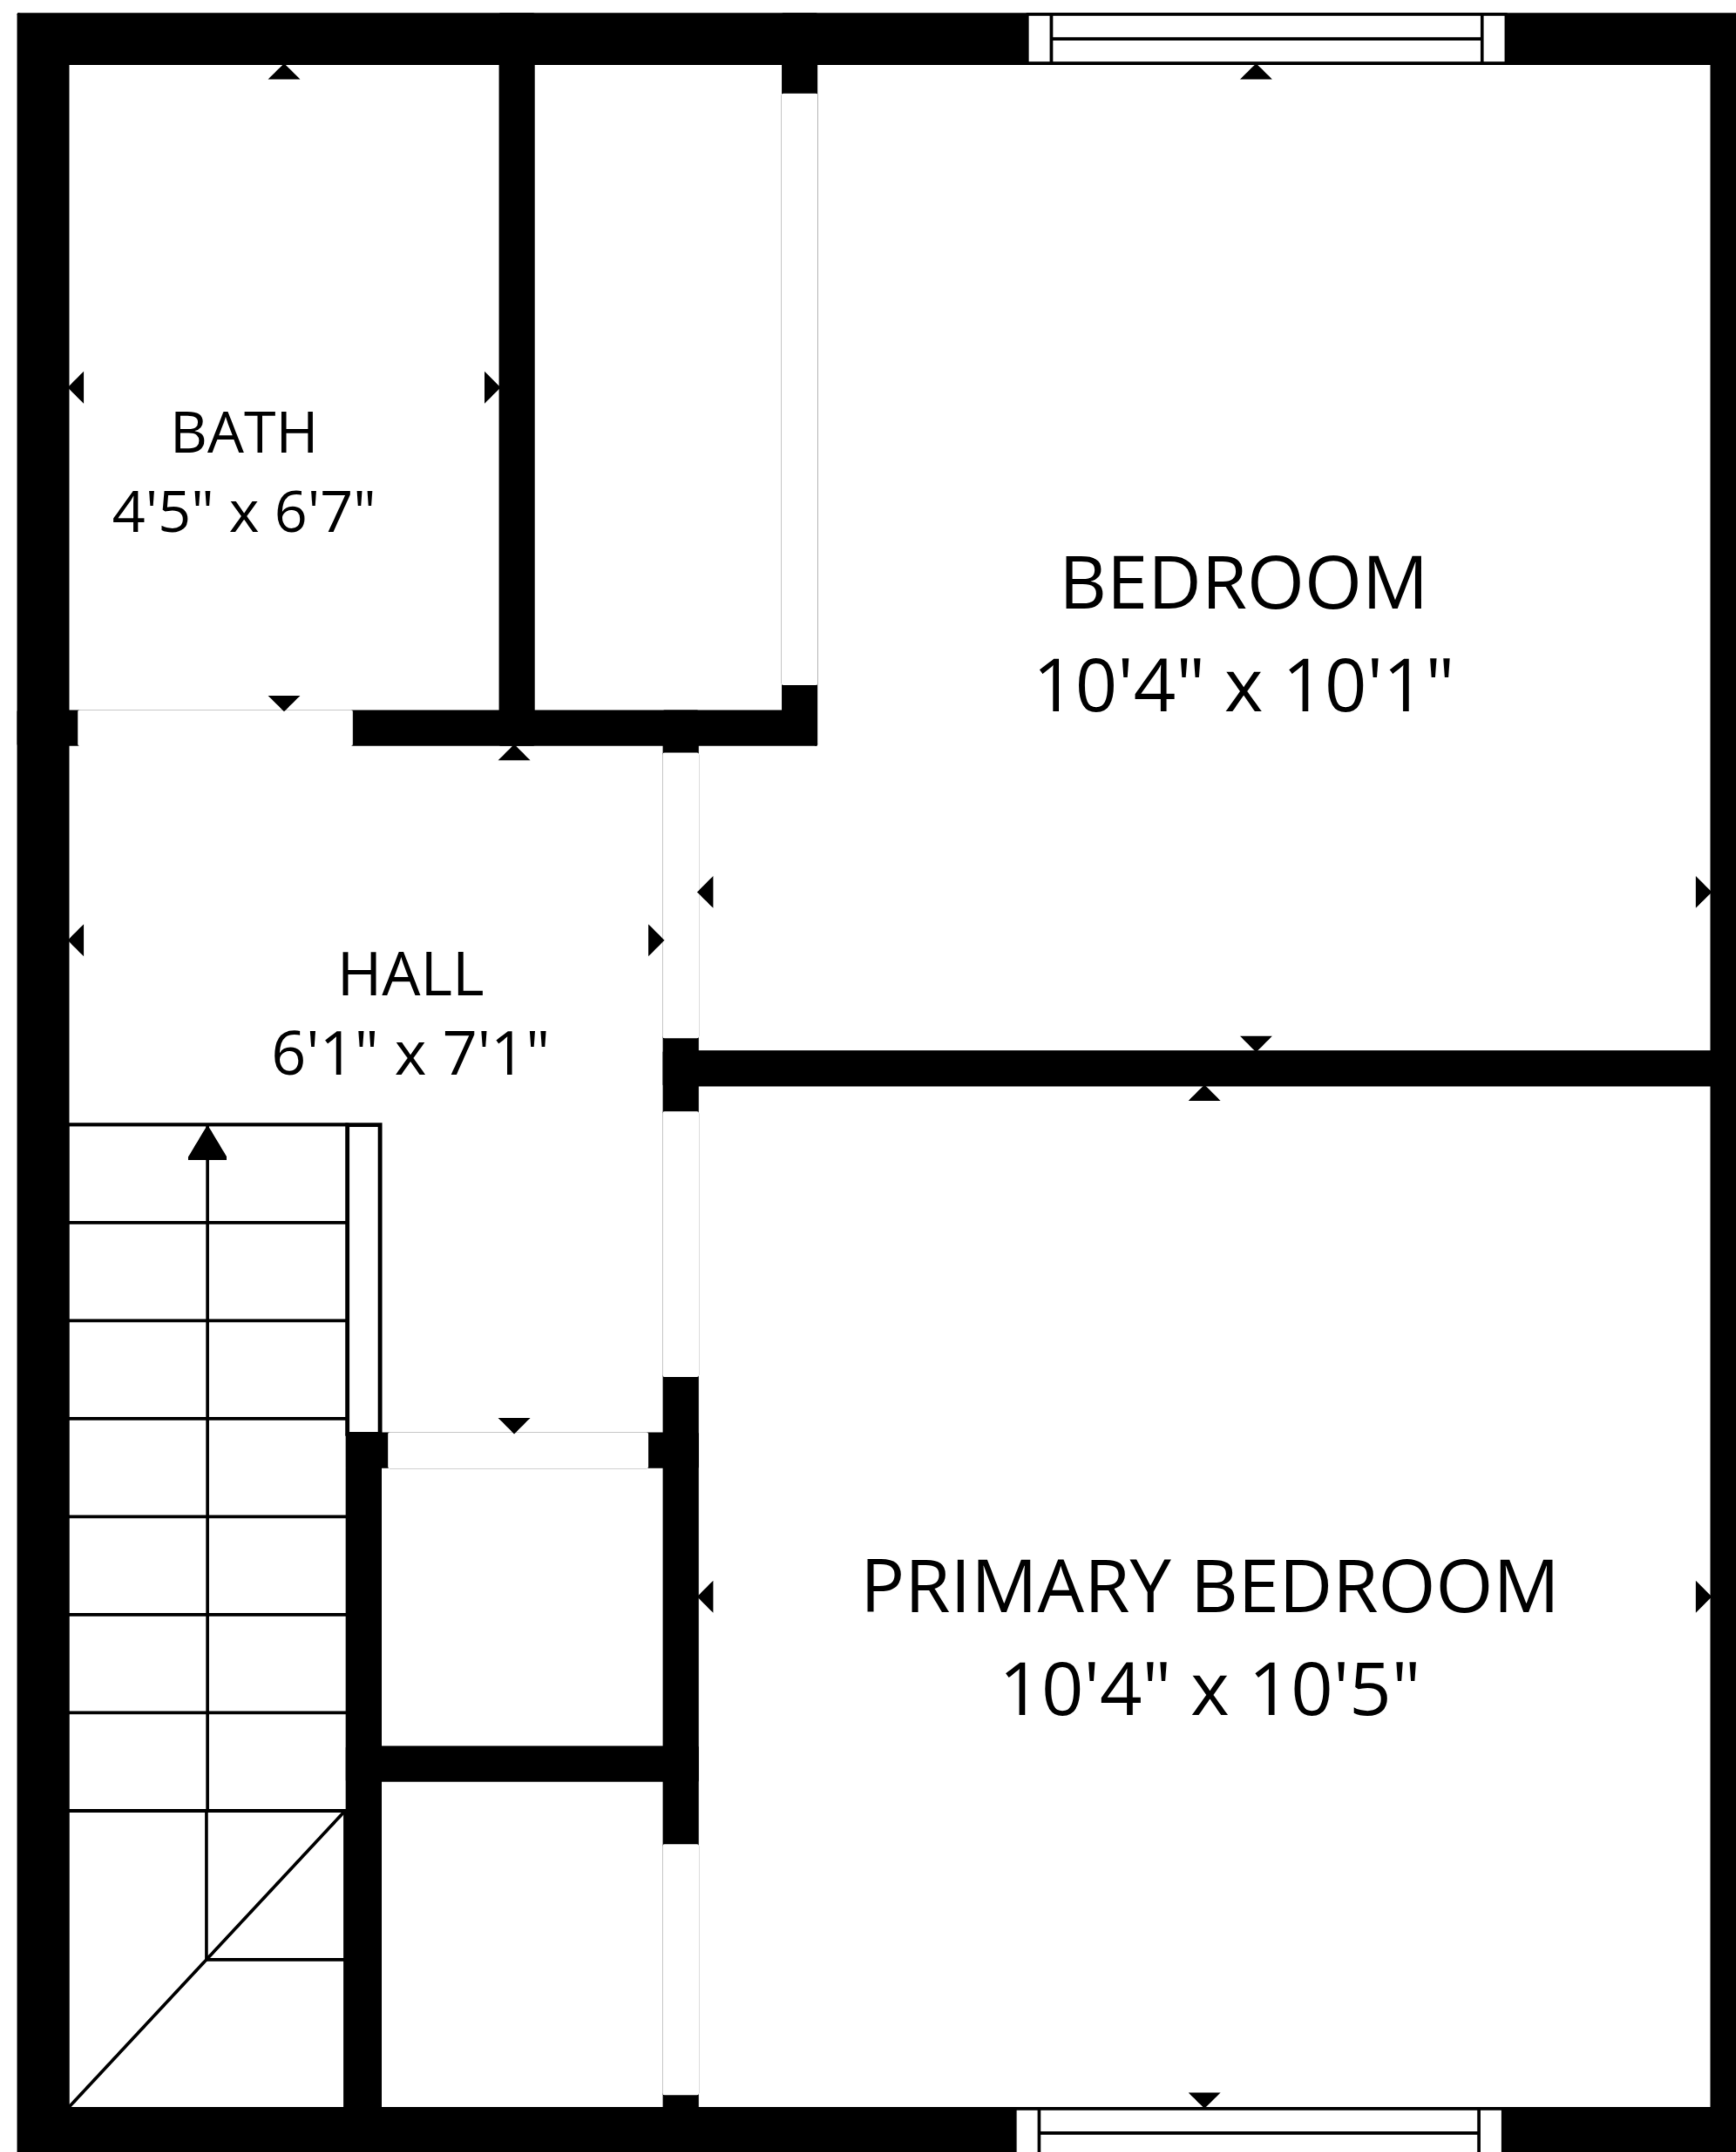 BATH
4'5" x 6'7"
BEDROOM
10'4" x 10'1"
HALL
6'1" x 7'1"
PRIMARY BEDROOM
10'4" x 10'5"